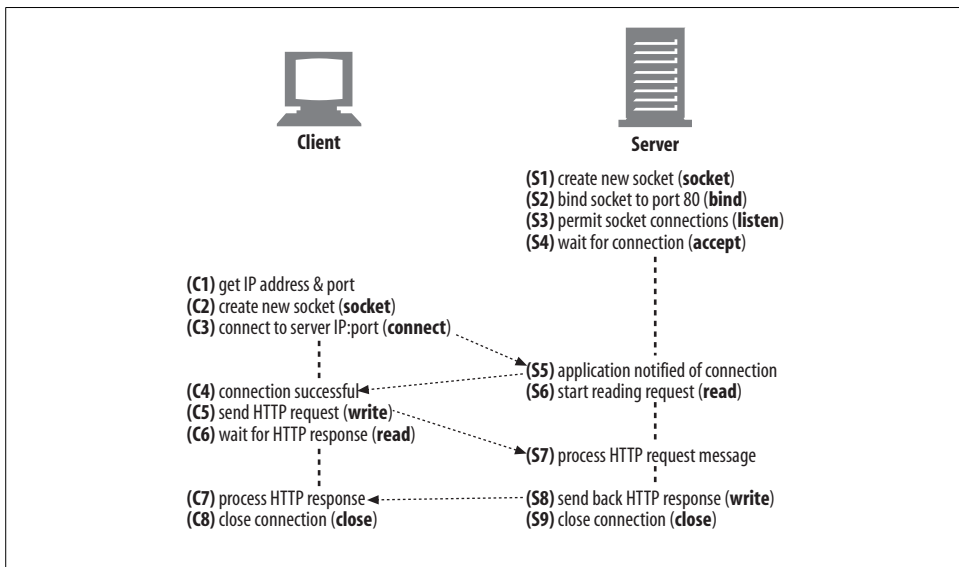 Client
Server
(S1) create new socket (socket)
(S2) bind socket to port 80 (bind)
(S3) permit socket connections (listen)
(S4) wait for connection (accept)
(C1) get IP address & port
(C2) create new socket (socket)
(C3) connect to server IP:port (connect)
(S5) application notified of connection
(S6) start reading request (read)
(C4) connection successful
(C5) send HTTP request (write)
(C6) wait for HTTP response (read)
(S7) process HTTP request message
(C7) process HTTP response
(C8) close connection (close)
(S8) send back HTTP response (write)
(S9) close connection (close)